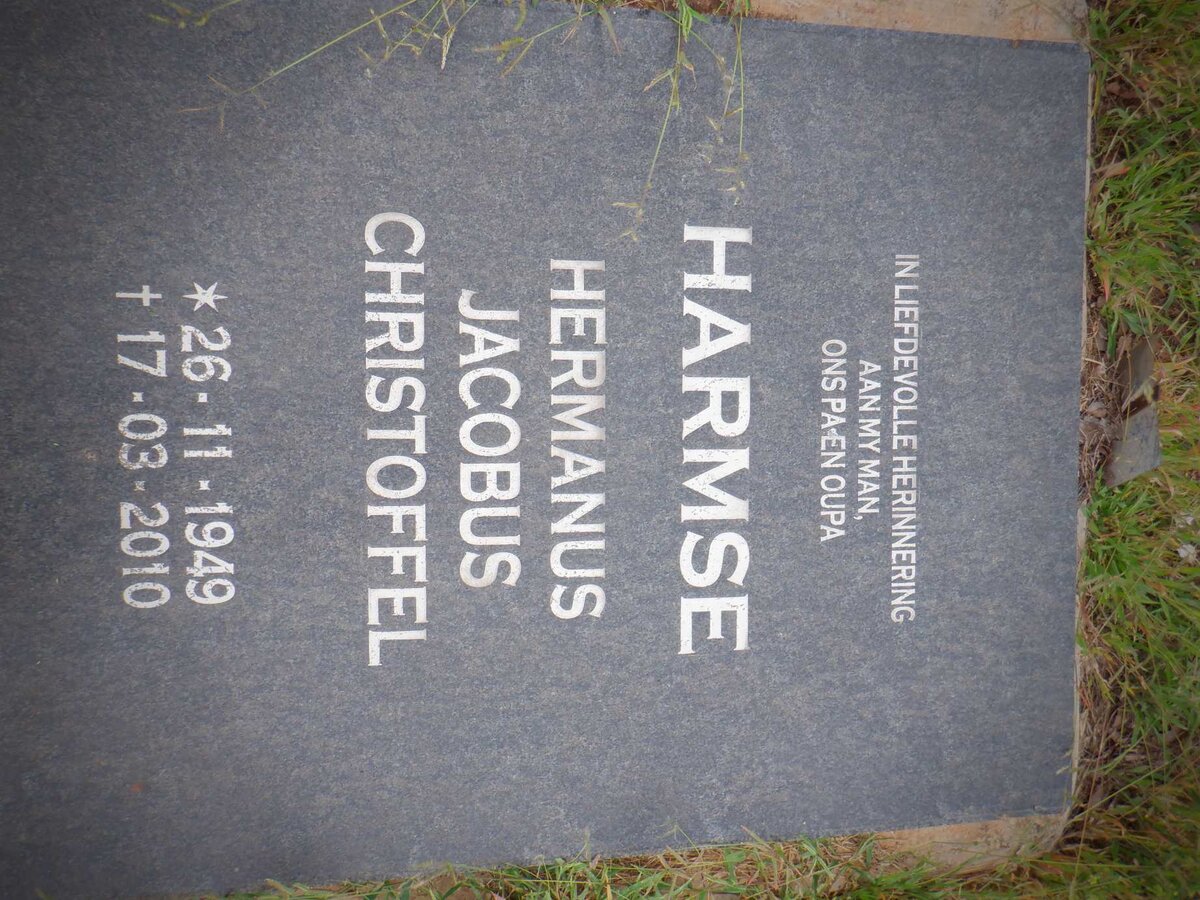 IN LIEFDEVOLLE HERINNERING
AAN MY MAN,
ONS PA EN OUPA
HARMSE
HERMANUS
JACOBUS
CHRISTOFFEL
* 26·11·1949
† 17·03·2010